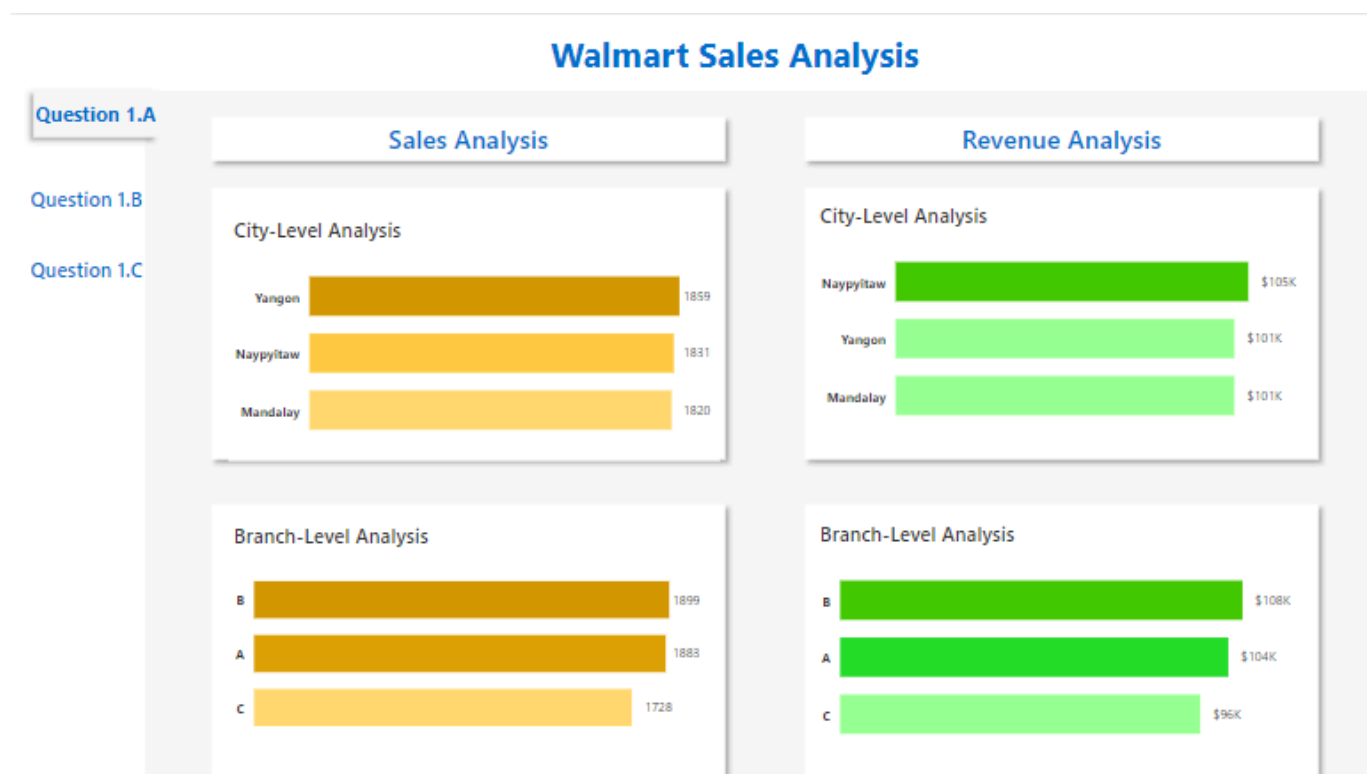 Walmart Sales Analysis
Question 1.A
Question 1.B
Question 1.C
Sales Analysis
City-Level Analysis
Yangon 1859
Naypyitaw 1831
Mandalay 1820
Branch-Level Analysis
B 1899
A 1883
C 1728
Revenue Analysis
City-Level Analysis
Naypyitaw $105K
Yangon $101K
Mandalay $101K
Branch-Level Analysis
B $108K
A $104K
C $96K